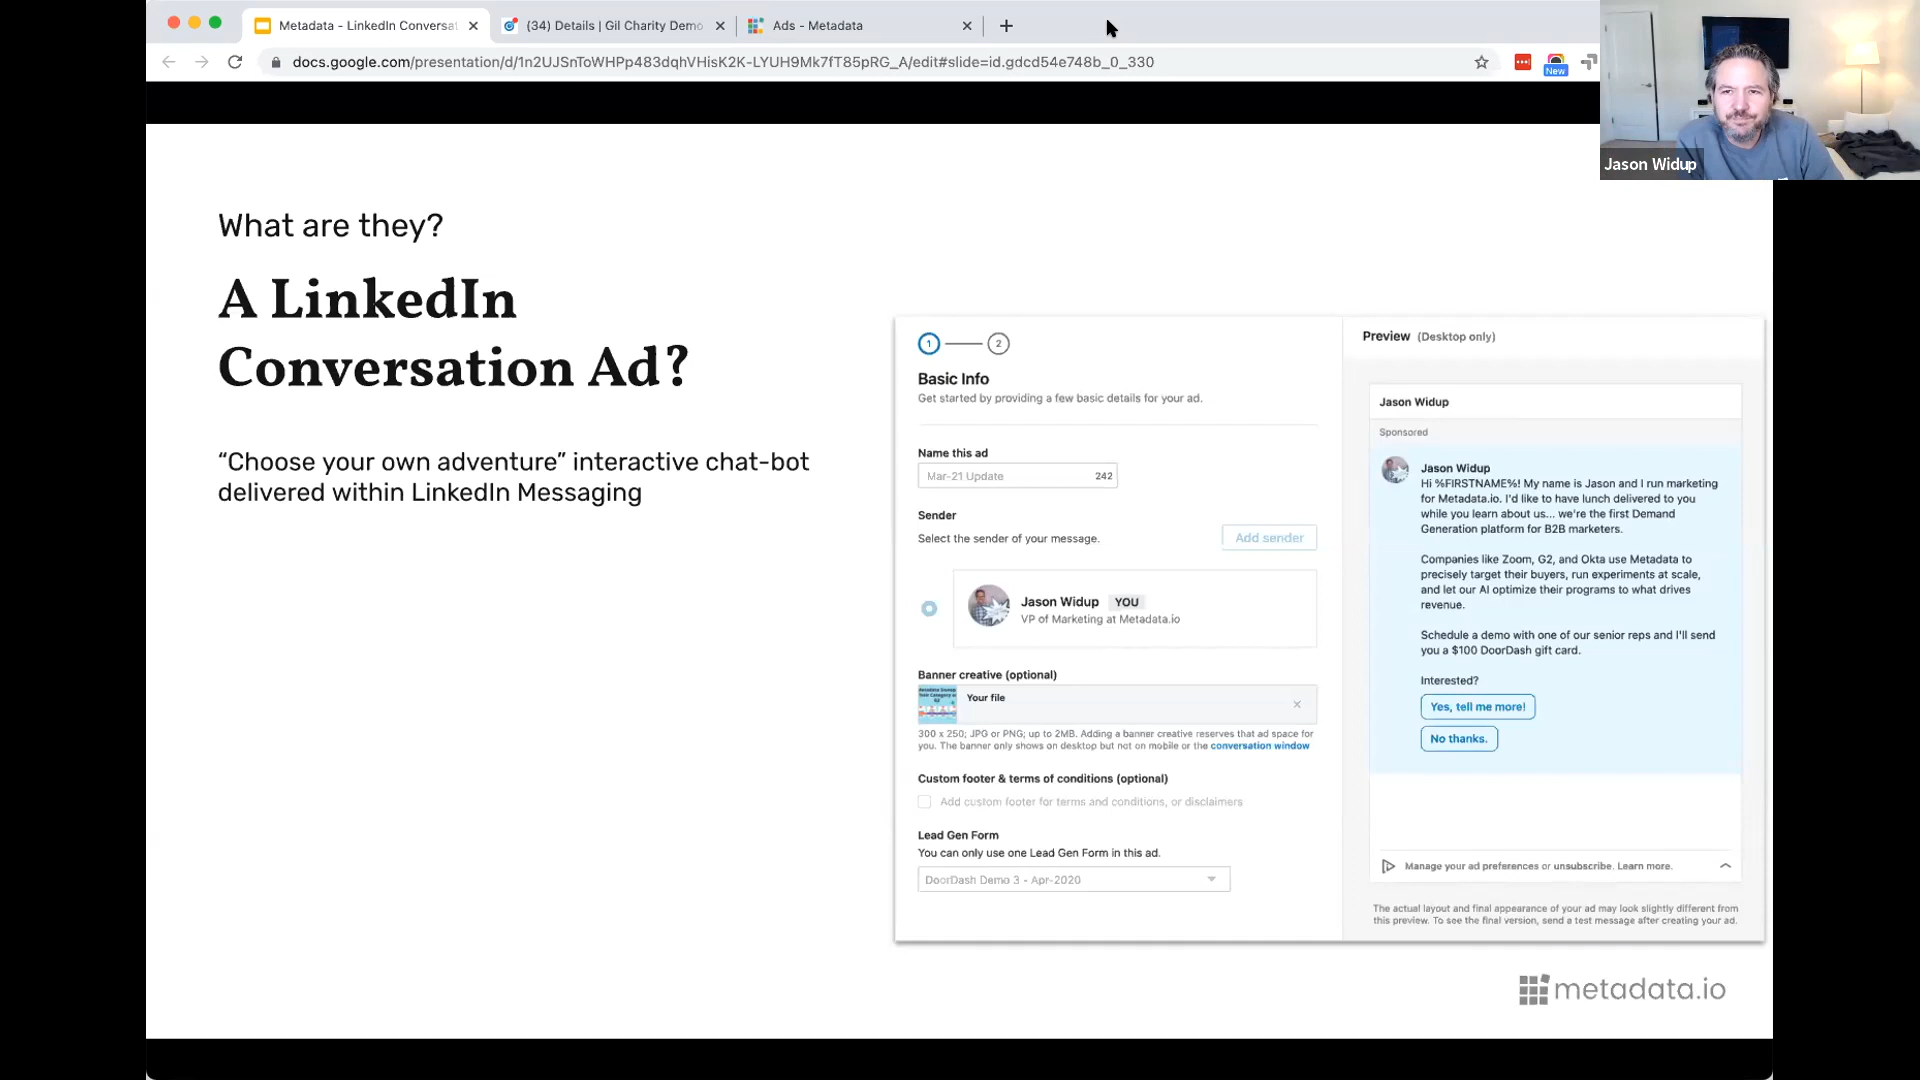 Metadata - LinkedIn Conversat
(34) Details | Gil Charity Demo
Ads - Metadata
docs.google.com/presentation/d/1n2UJSnToWHPp483dqhVHisK2K-LYUH9Mk7fT85pRG_A/edit#slide=id.gdcd54e748b_0_330
New
Jason Widup
What are they?
A LinkedIn
Conversation Ad?
“Choose your own adventure” interactive chat-bot
delivered within LinkedIn Messaging
1
2
Basic Info
Get started by providing a few basic details for your ad.
Name this ad
Mar-21 Update
242
Sender
Select the sender of your message.
Add sender
Jason Widup YOU
VP of Marketing at Metadata.io
Banner creative (optional)
Your file
300 x 250; JPG or PNG; up to 2MB. Adding a banner creative reserves that ad space for
you. The banner only shows on desktop but not on mobile or the conversation window
Custom footer & terms of conditions (optional)
Add custom footer for terms and conditions, or disclaimers
Lead Gen Form
You can only use one Lead Gen Form in this ad.
DoorDash Demo 3 - Apr-2020
Preview (Desktop only)
Jason Widup
Sponsored
Jason Widup
Hi %FIRSTNAME%! My name is Jason and I run marketing
for Metadata.io. I'd like to have lunch delivered to you
while you learn about us... we're the first Demand
Generation platform for B2B marketers.
Companies like Zoom, G2, and Okta use Metadata to
precisely target their buyers, run experiments at scale,
and let our AI optimize their programs to what drives
revenue.
Schedule a demo with one of our senior reps and I'll send
you a $100 DoorDash gift card.
Interested?
Yes, tell me more!
No thanks.
Manage your ad preferences or unsubscribe. Learn more.
The actual layout and final appearance of your ad may look slightly different from
this preview. To see the final version, send a test message after creating your ad.
metadata.io